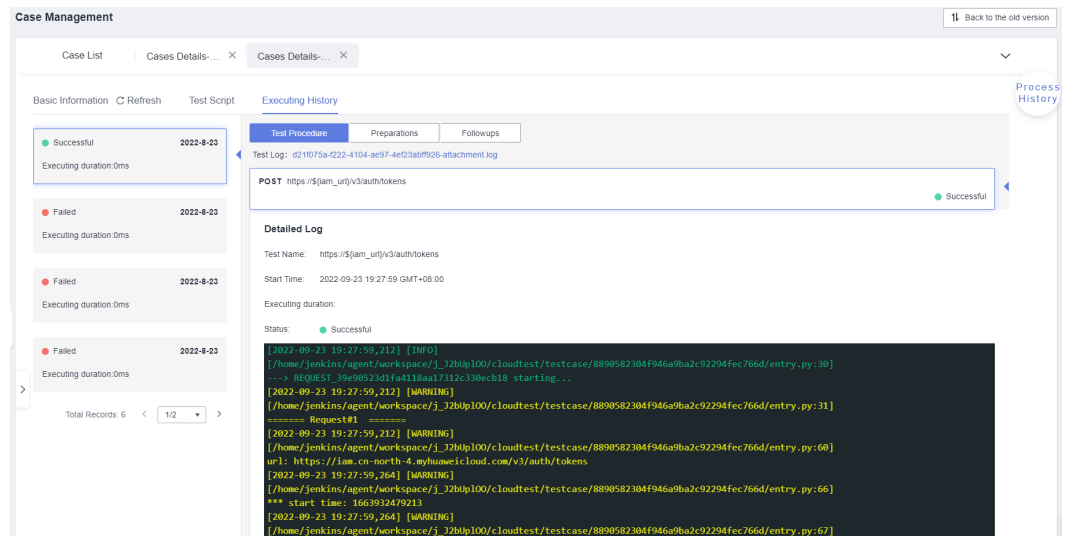 Case Management
Back to the old version
Case List
Cases Details-...
Cases Details-...
Process History
Basic Information Refresh Test Script Executing History
Successful 2022-8-23
Executing duration:0ms
Failed 2022-8-23
Executing duration:0ms
Failed 2022-8-23
Executing duration:0ms
Failed 2022-8-23
Executing duration:0ms
Total Records: 6 < 1/2 >
Test Procedure Preparations Followups
Test Log: d21f075a-f222-4104-ae97-4ef23abff926-attachment.log
POST https://${iam_url}/v3/auth/tokens
Successful
Detailed Log
Test Name: https://${iam_url}/v3/auth/tokens
Start Time: 2022-09-23 19:27:59 GMT+08:00
Executing duration:
Status: Successful
[2022-09-23 19:27:59,212] [INFO]
[/home/jenkins/agent/workspace/j_J2bUplOO/cloudtest/testcase/8890582304f946a9ba2c92294fec766d/entry.py:30]
---> REQUEST_39e90523d1fa4118aa17312c330ecb18 starting...
[2022-09-23 19:27:59,212] [WARNING]
[/home/jenkins/agent/workspace/j_J2bUplOO/cloudtest/testcase/8890582304f946a9ba2c92294fec766d/entry.py:31]
======= Request#1 =======
[2022-09-23 19:27:59,212] [WARNING]
[/home/jenkins/agent/workspace/j_J2bUplOO/cloudtest/testcase/8890582304f946a9ba2c92294fec766d/entry.py:60]
url: https://iam.cn-north-4.myhuaweicloud.com/v3/auth/tokens
[2022-09-23 19:27:59,264] [WARNING]
[/home/jenkins/agent/workspace/j_J2bUplOO/cloudtest/testcase/8890582304f946a9ba2c92294fec766d/entry.py:66]
*** start time: 1663932479213
[2022-09-23 19:27:59,264] [WARNING]
[/home/jenkins/agent/workspace/j_J2bUplOO/cloudtest/testcase/8890582304f946a9ba2c92294fec766d/entry.py:67]